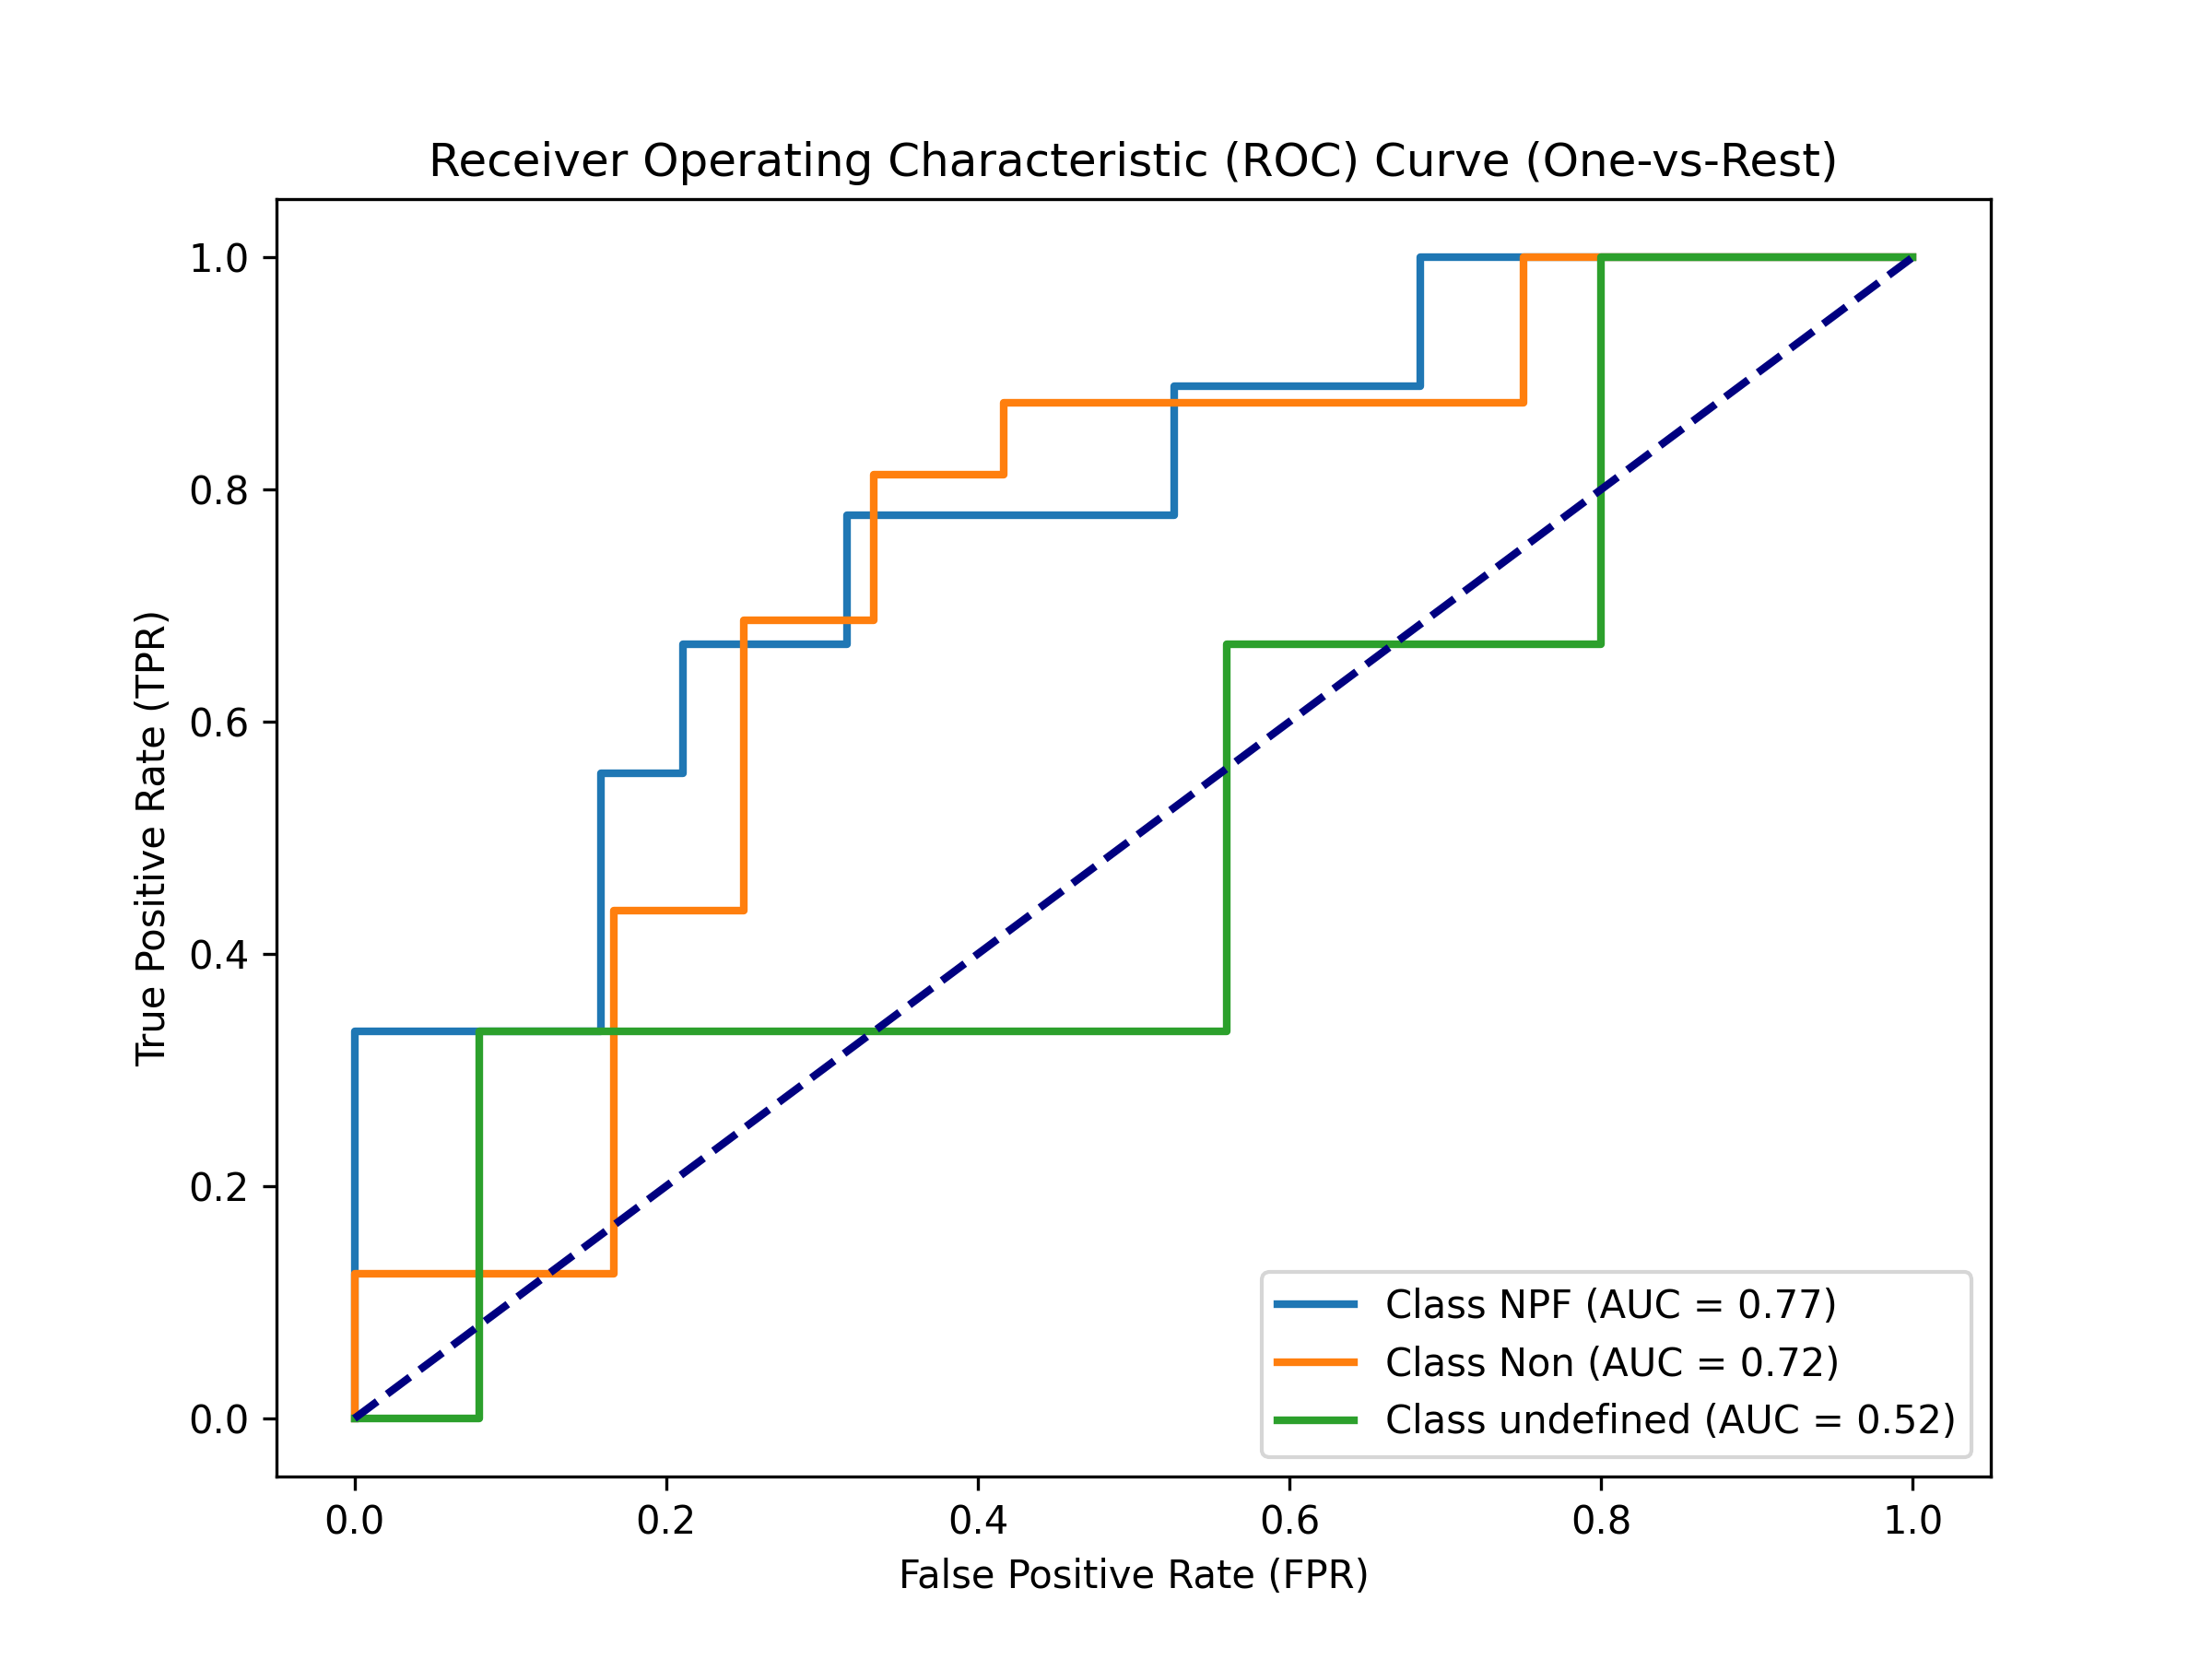 Receiver Operating Characteristic (ROC) Curve (One-vs-Rest)
1.0
0.8
0.6
0.4
0.2
0.0
True Positive Rate (TPR)
Class NPF (AUC = 0.77)
Class Non (AUC = 0.72)
Class undefined (AUC = 0.52)
0.0 0.2 0.4 0.6 0.8 1.0
False Positive Rate (FPR)